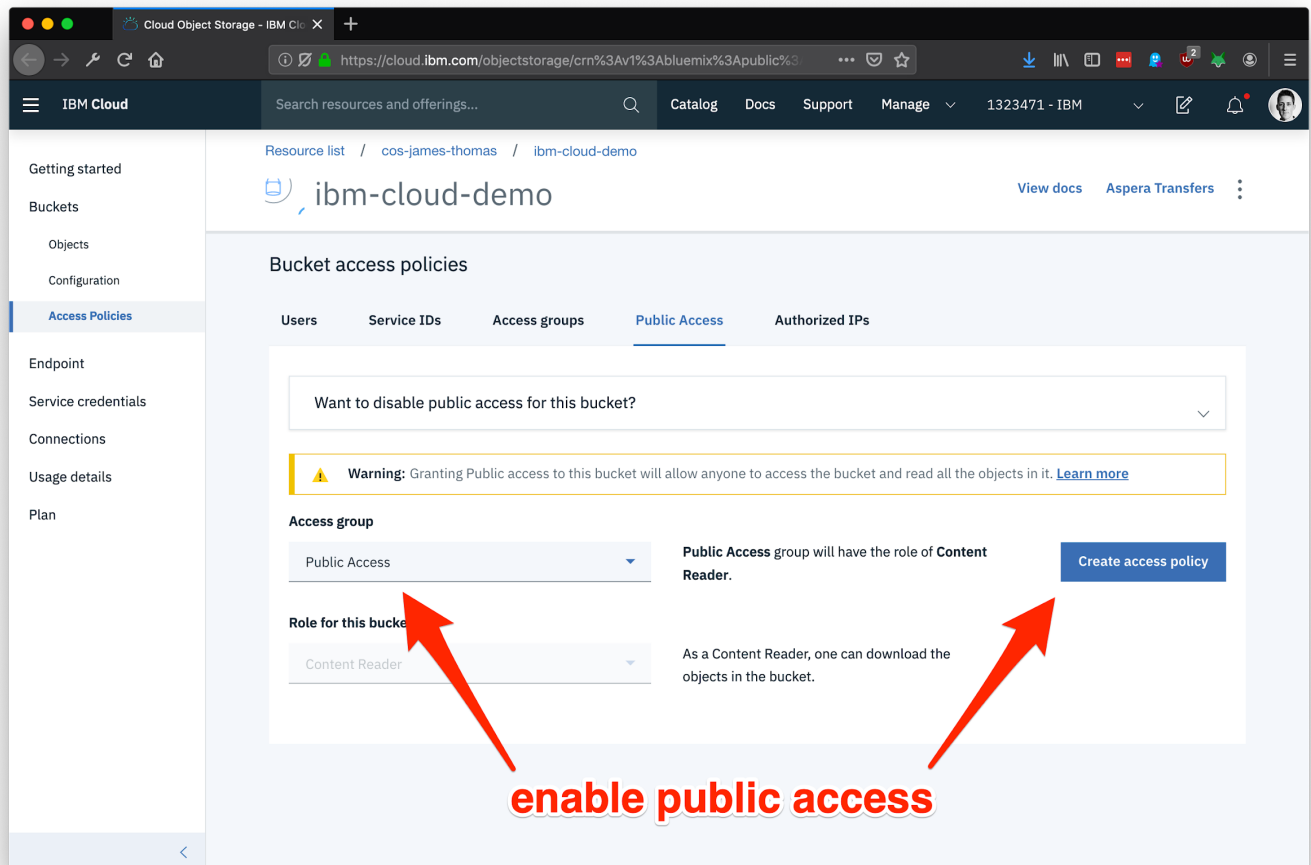 Cloud Object Storage - IBM Clo
https://cloud.ibm.com/objectstorage/crn%3Av1%3Abluemix%3Apublic%3
2
IBM Cloud
Search resources and offerings...
Catalog
Docs
Support
Manage
1323471 - IBM
Getting started
Buckets
Objects
Configuration
Access Policies
Endpoint
Service credentials
Connections
Usage details
Plan
Resource list / cos-james-thomas / ibm-cloud-demo
ibm-cloud-demo
View docs
Aspera Transfers
Bucket access policies
Users
Service IDs
Access groups
Public Access
Authorized IPs
Want to disable public access for this bucket?
Warning: Granting Public access to this bucket will allow anyone to access the bucket and read all the objects in it. Learn more
Access group
Public Access
Public Access group will have the role of Content
Reader.
Create access policy
Role for this bucke
Content Reader
As a Content Reader, one can download the
objects in the bucket.
enable public access